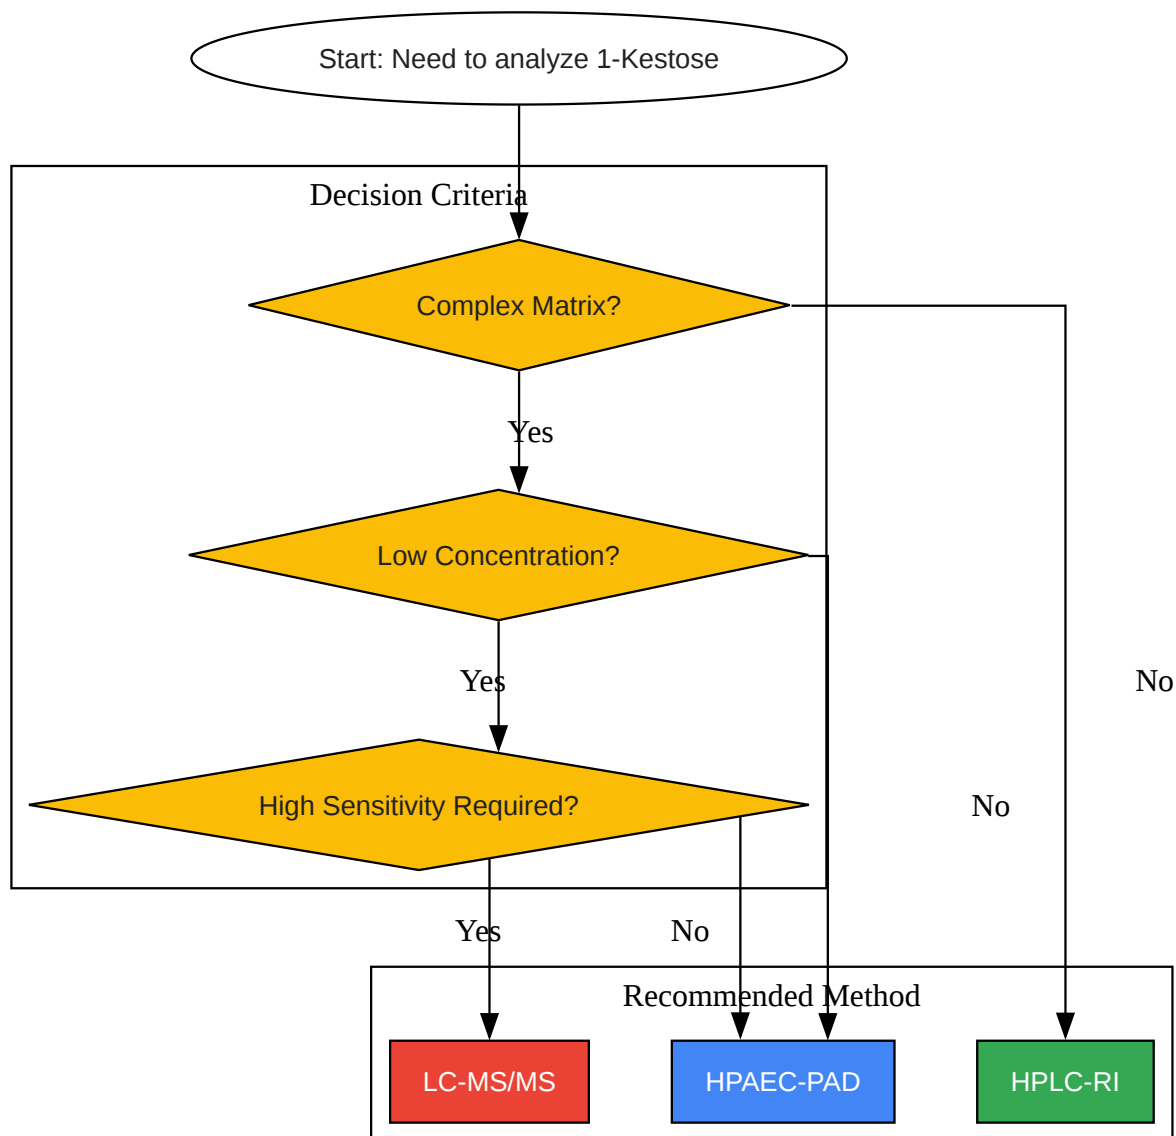 Start: Need to analyze 1-Kestose
Decision Criteria
Complex Matrix?
Yes
Low Concentration?
Yes
No
High Sensitivity Required?
No
Yes
No
Recommended Method
LC-MS/MS
HPAEC-PAD
HPLC-RI